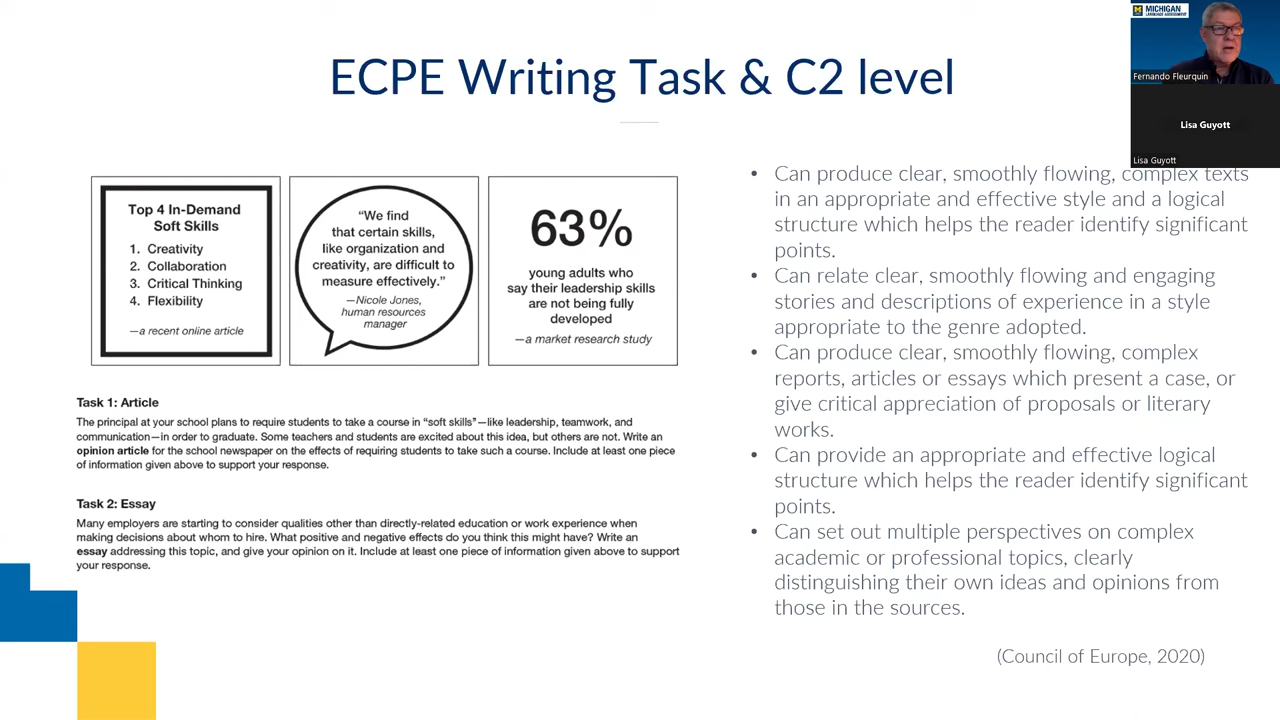 ECPE Writing Task & C2 level
MICHIGAN
LANGUAGE ASSESSMENT
Fernando Fleurquin
Lisa Guyott
Lisa Guyott
Top 4 In-Demand
Soft Skills
1. Creativity
2. Collaboration
3. Critical Thinking
4. Flexibility
—a recent online article
“We find
that certain skills,
like organization and
creativity, are difficult to
measure effectively.”
—Nicole Jones,
human resources
manager
63%
young adults who
say their leadership skills
are not being fully
developed
—a market research study
Task 1: Article
The principal at your school plans to require students to take a course in “soft skills”—like leadership, teamwork, and
communication—in order to graduate. Some teachers and students are excited about this idea, but others are not. Write an
opinion article for the school newspaper on the effects of requiring students to take such a course. Include at least one piece
of information given above to support your response.
Task 2: Essay
Many employers are starting to consider qualities other than directly-related education or work experience when
making decisions about whom to hire. What positive and negative effects do you think this might have? Write an
essay addressing this topic, and give your opinion on it. Include at least one piece of information given above to support
your response.
• Can produce clear, smoothly flowing, complex texts
in an appropriate and effective style and a logical
structure which helps the reader identify significant
points.
• Can relate clear, smoothly flowing and engaging
stories and descriptions of experience in a style
appropriate to the genre adopted.
• Can produce clear, smoothly flowing, complex
reports, articles or essays which present a case, or
give critical appreciation of proposals or literary
works.
• Can provide an appropriate and effective logical
structure which helps the reader identify significant
points.
• Can set out multiple perspectives on complex
academic or professional topics, clearly
distinguishing their own ideas and opinions from
those in the sources.
(Council of Europe, 2020)